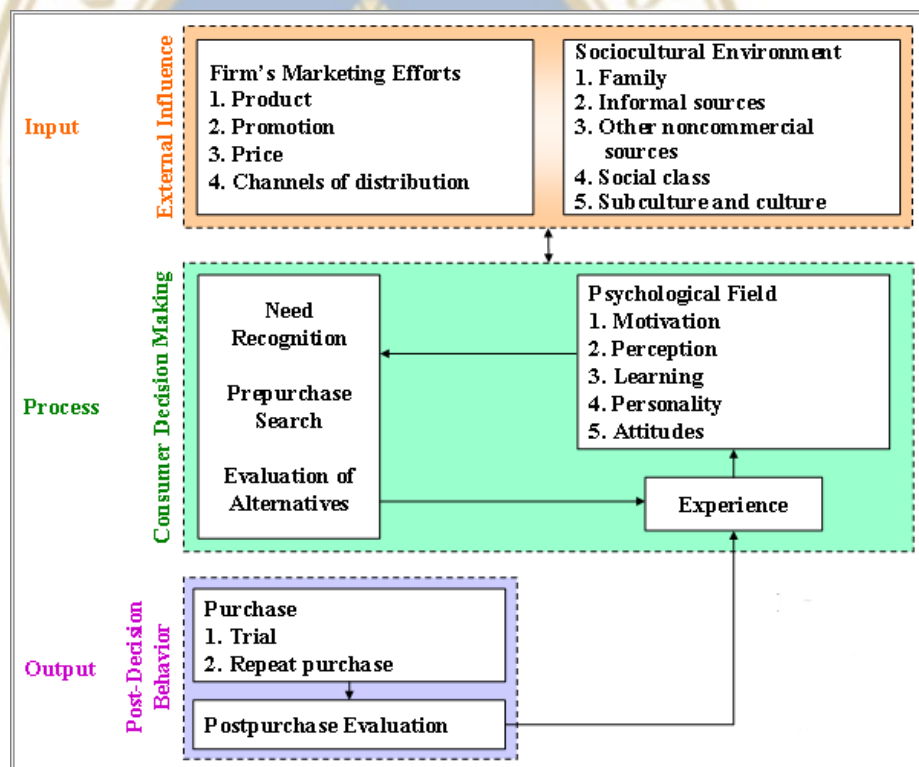 Input
External Influence
Firm's Marketing Efforts
1. Product
2. Promotion
3. Price
4. Channels of distribution
Sociocultural Environment
1. Family
2. Informal sources
3. Other noncommercial
sources
4. Social class
5. Subculture and culture
Process
Consumer Decision Making
Need
Recognition
Prepurchase
Search
Evaluation of
Alternatives
Psychological Field
1. Motivation
2. Perception
3. Learning
4. Personality
5. Attitudes
Experience
Output
Post-Decision
Behavior
Purchase
1. Trial
2. Repeat purchase
Postpurchase Evaluation